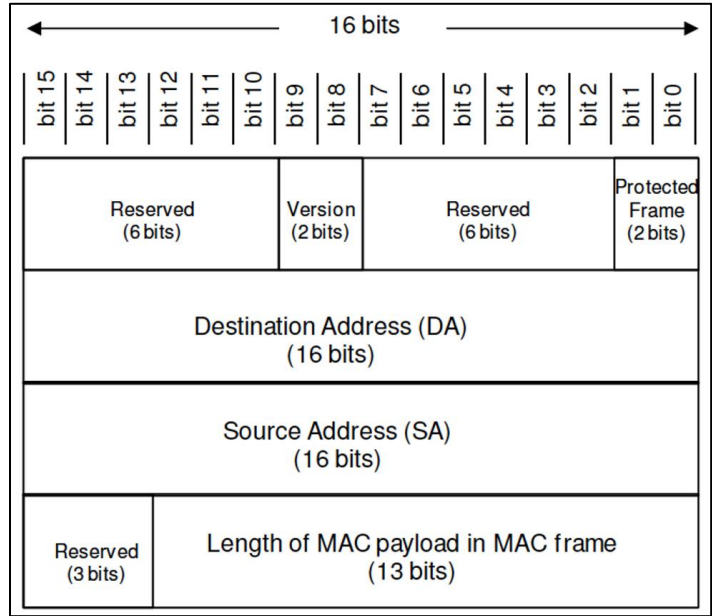 16 bits
bit 15
bit 14
bit 13
bit 12
bit 11
bit 10
bit 9
bit 8
bit 7
bit 6
bit 5
bit 4
bit 3
bit 2
bit 1
bit 0
Reserved
(6 bits)
Version
(2 bits)
Reserved
(6 bits)
Protected
Frame
(2 bits)
Destination Address (DA)
(16 bits)
Source Address (SA)
(16 bits)
Reserved
(3 bits)
Length of MAC payload in MAC frame
(13 bits)